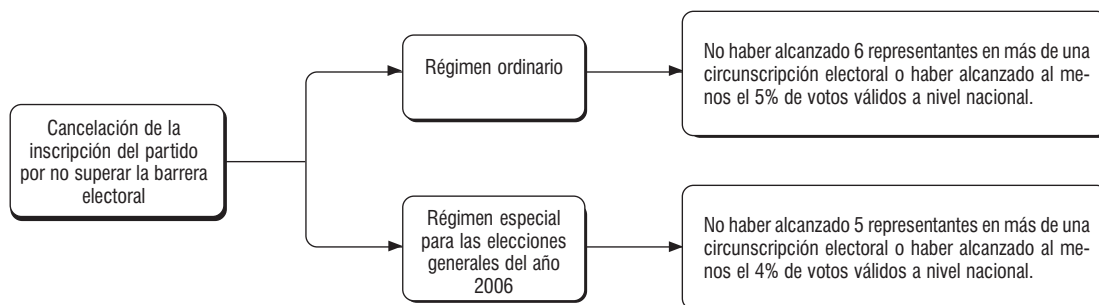 Cancelación de la
inscripción del partido
por no superar la barrera
electoral
Régimen ordinario
No haber alcanzado 6 representantes en más de una
circunscripción electoral o haber alcanzado al me-
nos el 5% de votos válidos a nivel nacional.
Régimen especial
para las elecciones
generales del año
2006
No haber alcanzado 5 representantes en más de una
circunscripción electoral o haber alcanzado al me-
nos el 4% de votos válidos a nivel nacional.